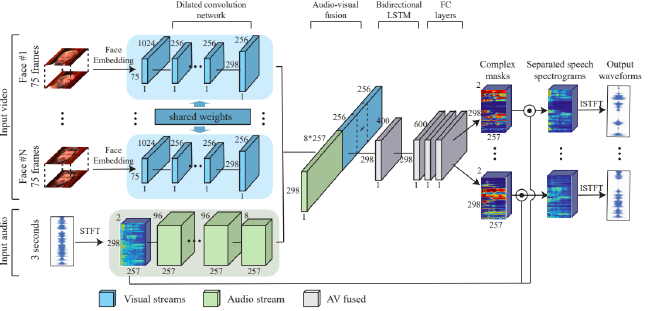 Dilated convolution
network
Audio-visual
fusion
Bidirectional
LSTM
FC
layers
Input video
Face #1
75 frames
Face
Embedding
75
1024
1
256
1
256
1
298
256
1
shared weights
Face #N
75 frames
Face
Embedding
75
1024
1
256
1
256
1
298
256
1
Input audio
3 seconds
STFT
2
298
257
96
257
96
257
8
257
8*257
256
256
298
1
400
298
1
600
298
1
1
1
Complex
masks
2
298
257
2
298
257
Separated speech
spectrograms
ISTFT
ISTFT
Output
waveforms
Visual streams
Audio stream
AV fused